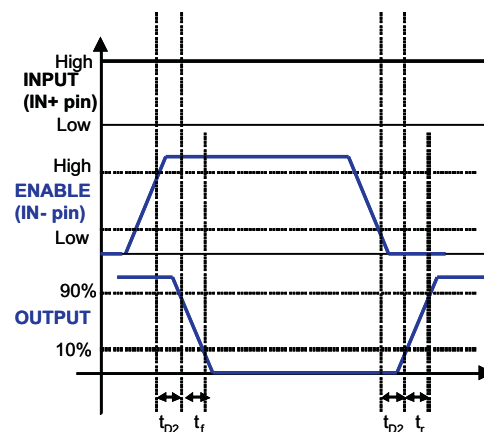 High
INPUT
(IN+ pin)
Low
High
ENABLE
(IN- pin)
Low
90%
OUTPUT
10%
tD2 tf tD2 tr